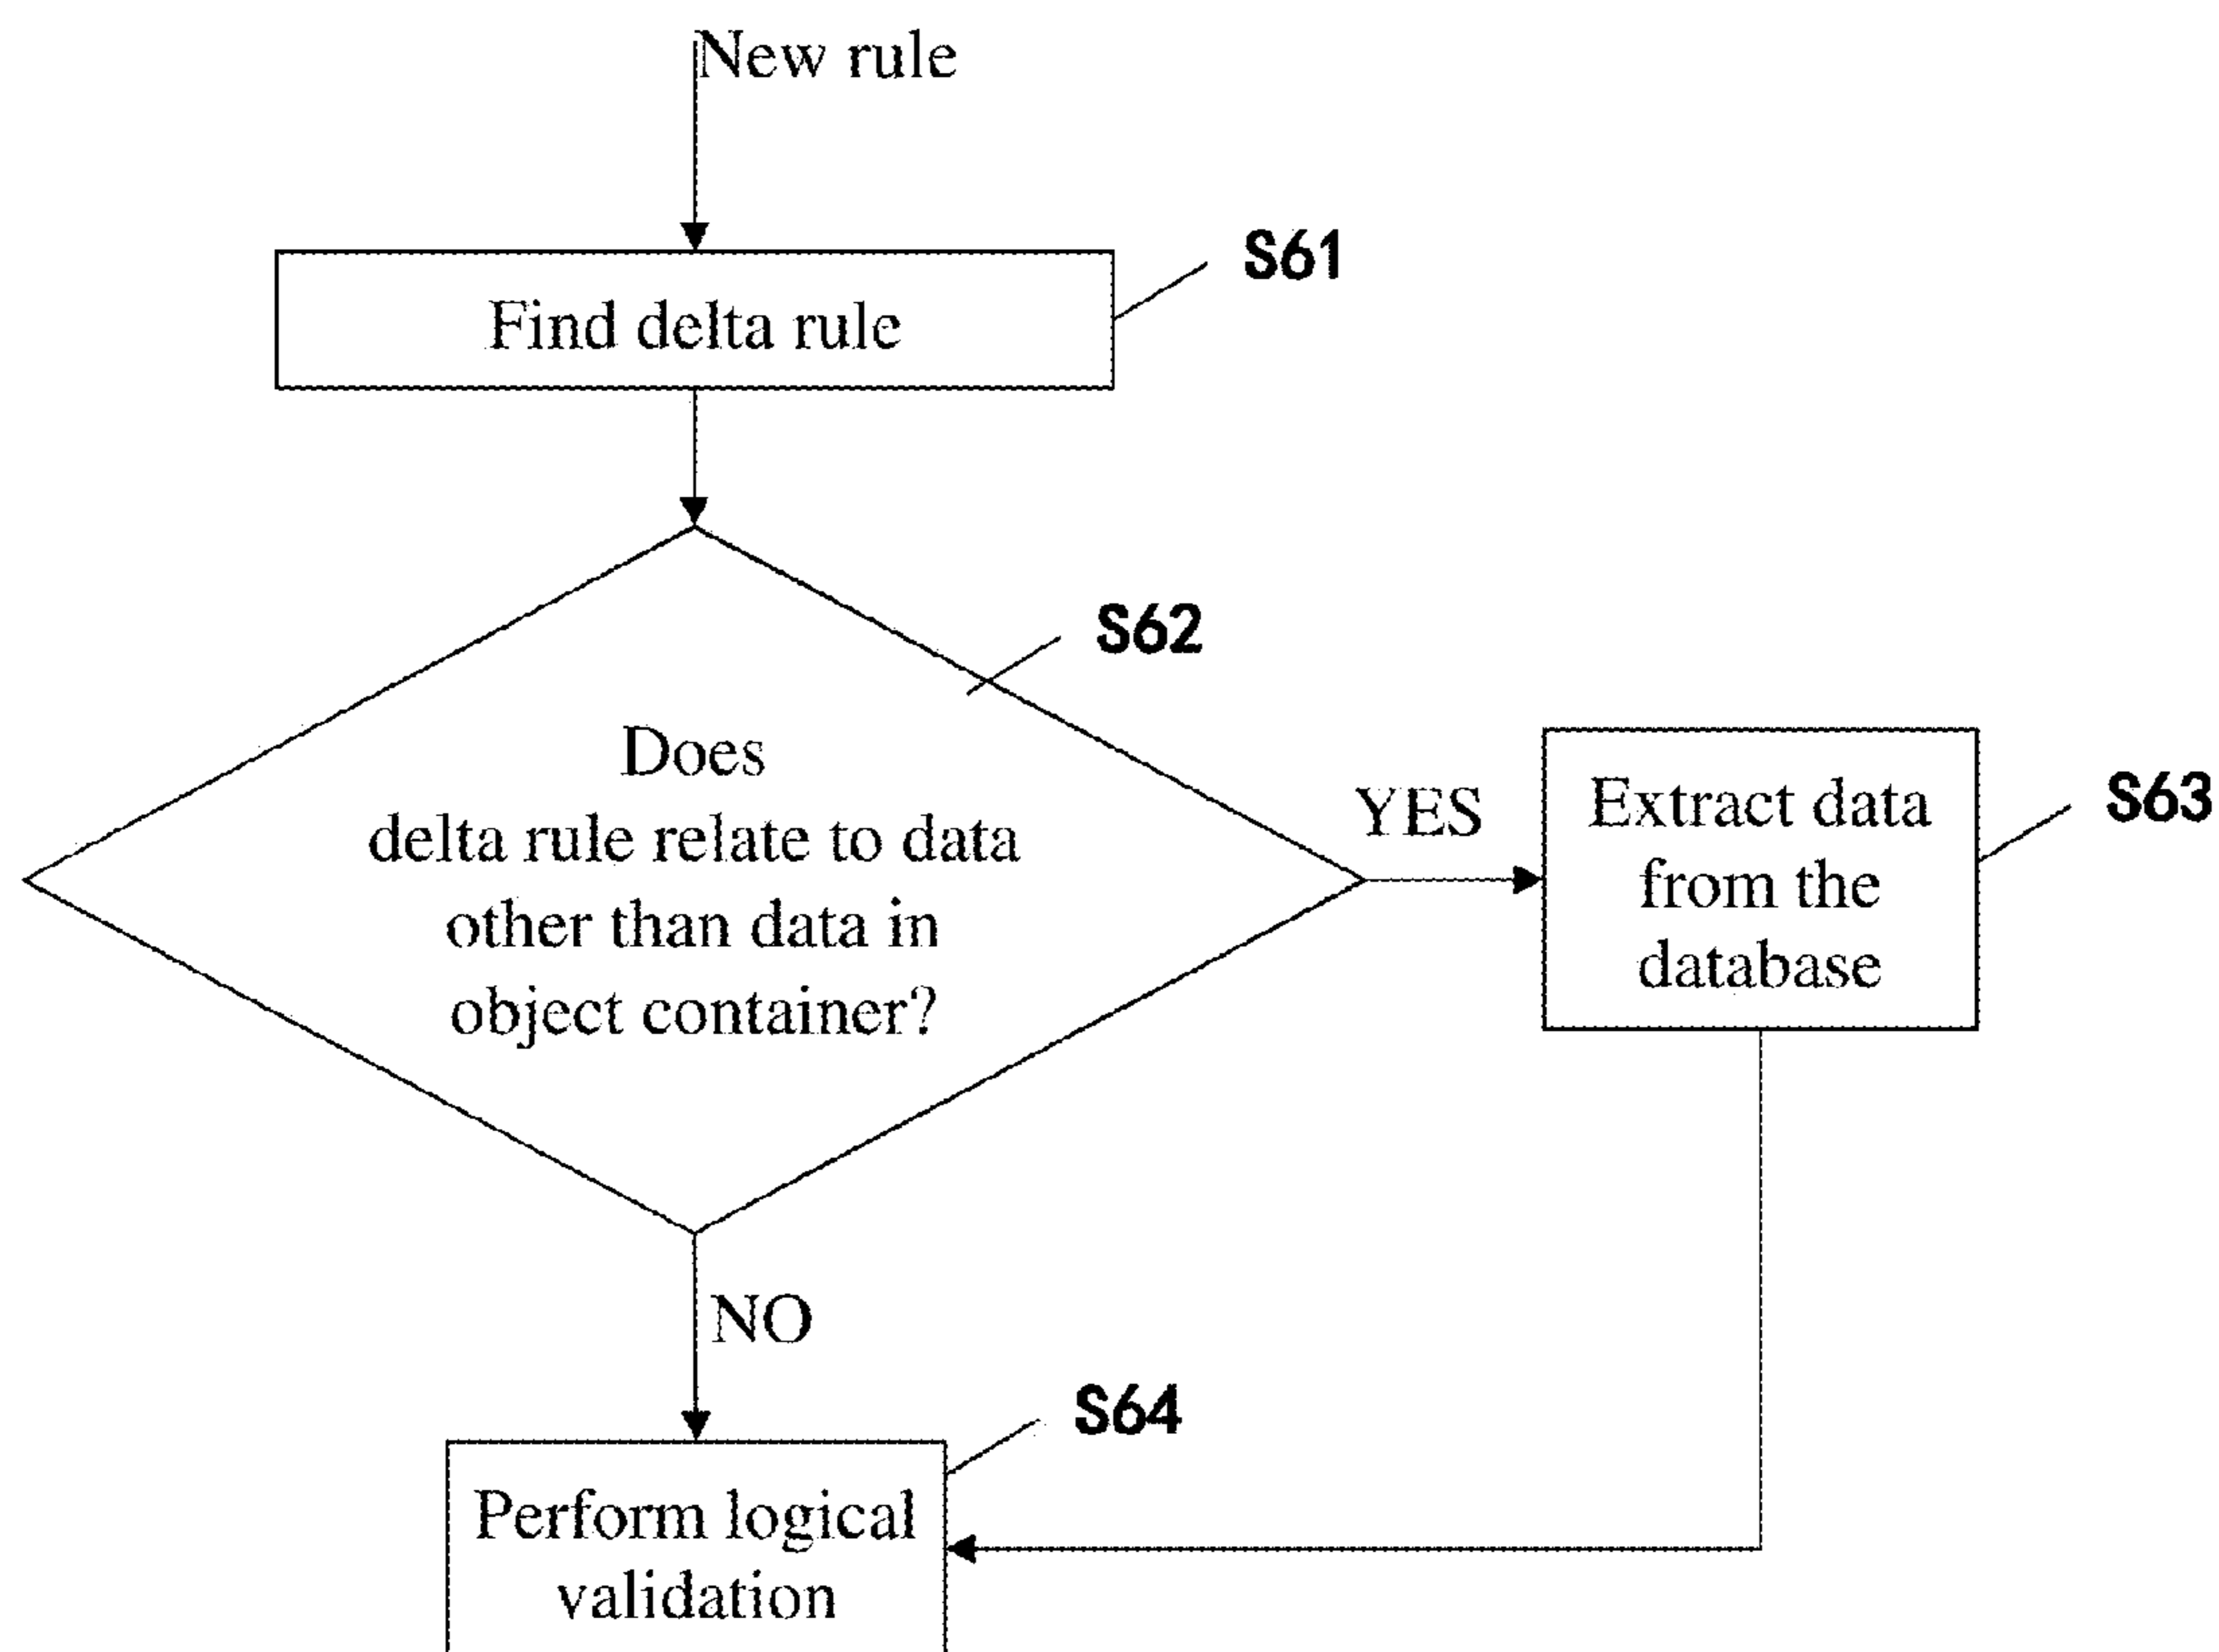 New rule
S61
Find delta rule
S62
Does
delta rule relate to data
other than data in
object container?
YES
Extract data
from the
database
S63
NO
S64
Perform logical
validation